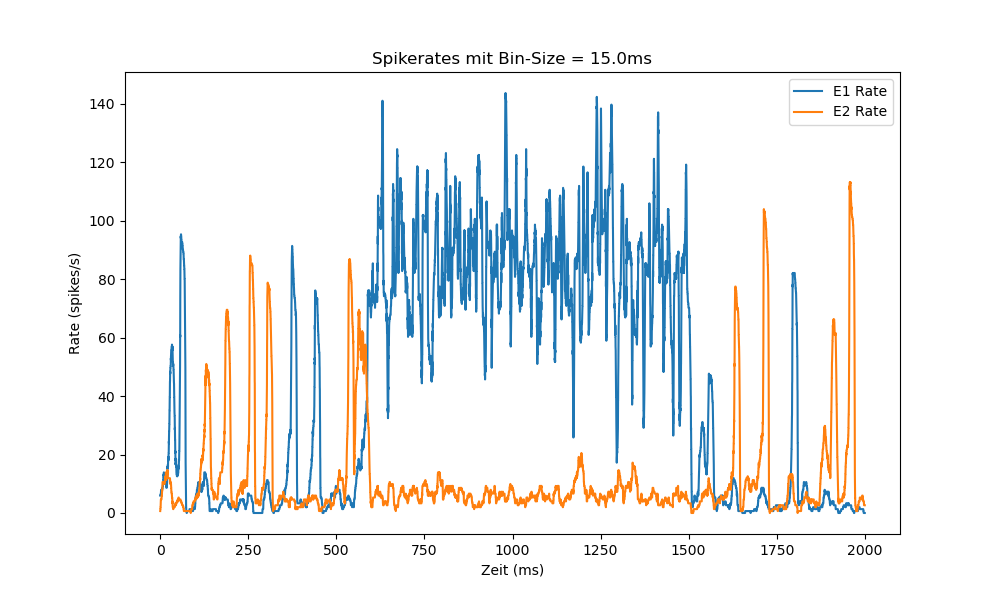 Spikerates mit Bin-Size = 15.0ms
E1 Rate
E2 Rate
Rate (spikes/s)
140
120
100
80
60
40
20
0
0 250 500 750 1000 1250 1500 1750 2000
Zeit (ms)